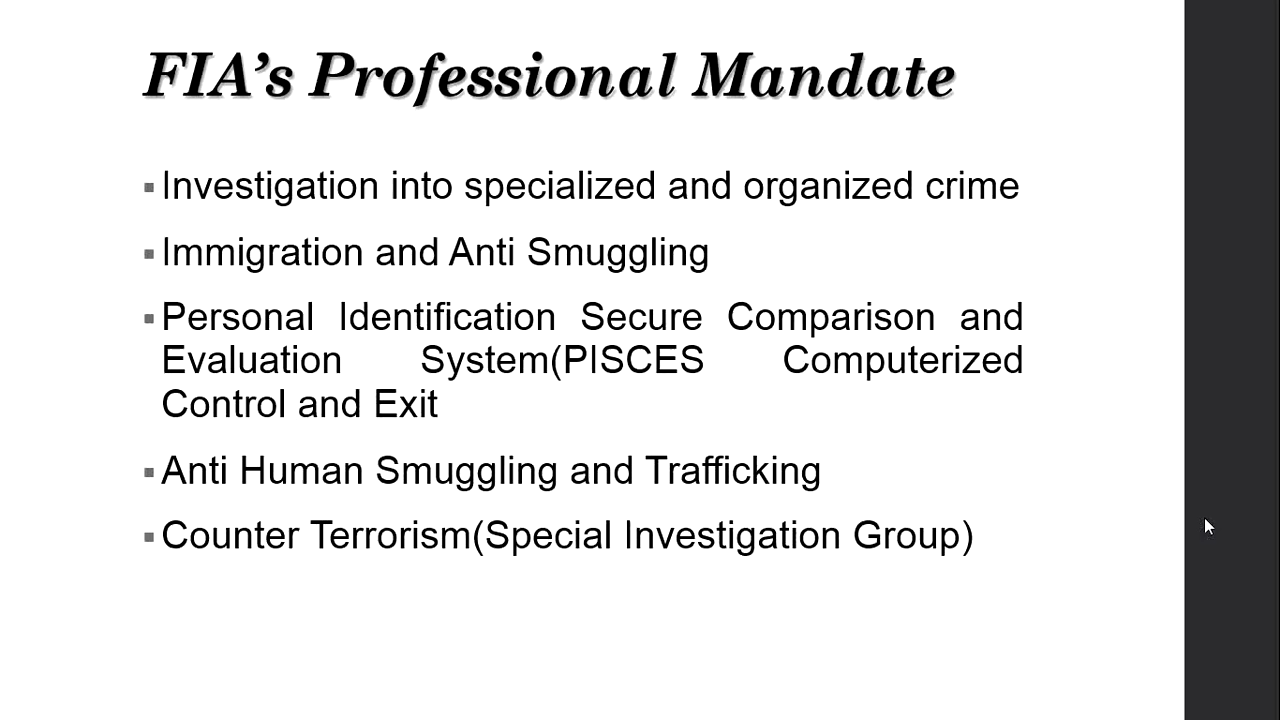 FIA’s Professional Mandate
▪Investigation into specialized and organized crime
▪Immigration and Anti Smuggling
▪Personal Identification Secure Comparison and
Evaluation System(PISCES Computerized
Control and Exit
▪Anti Human Smuggling and Trafficking
▪Counter Terrorism(Special Investigation Group)